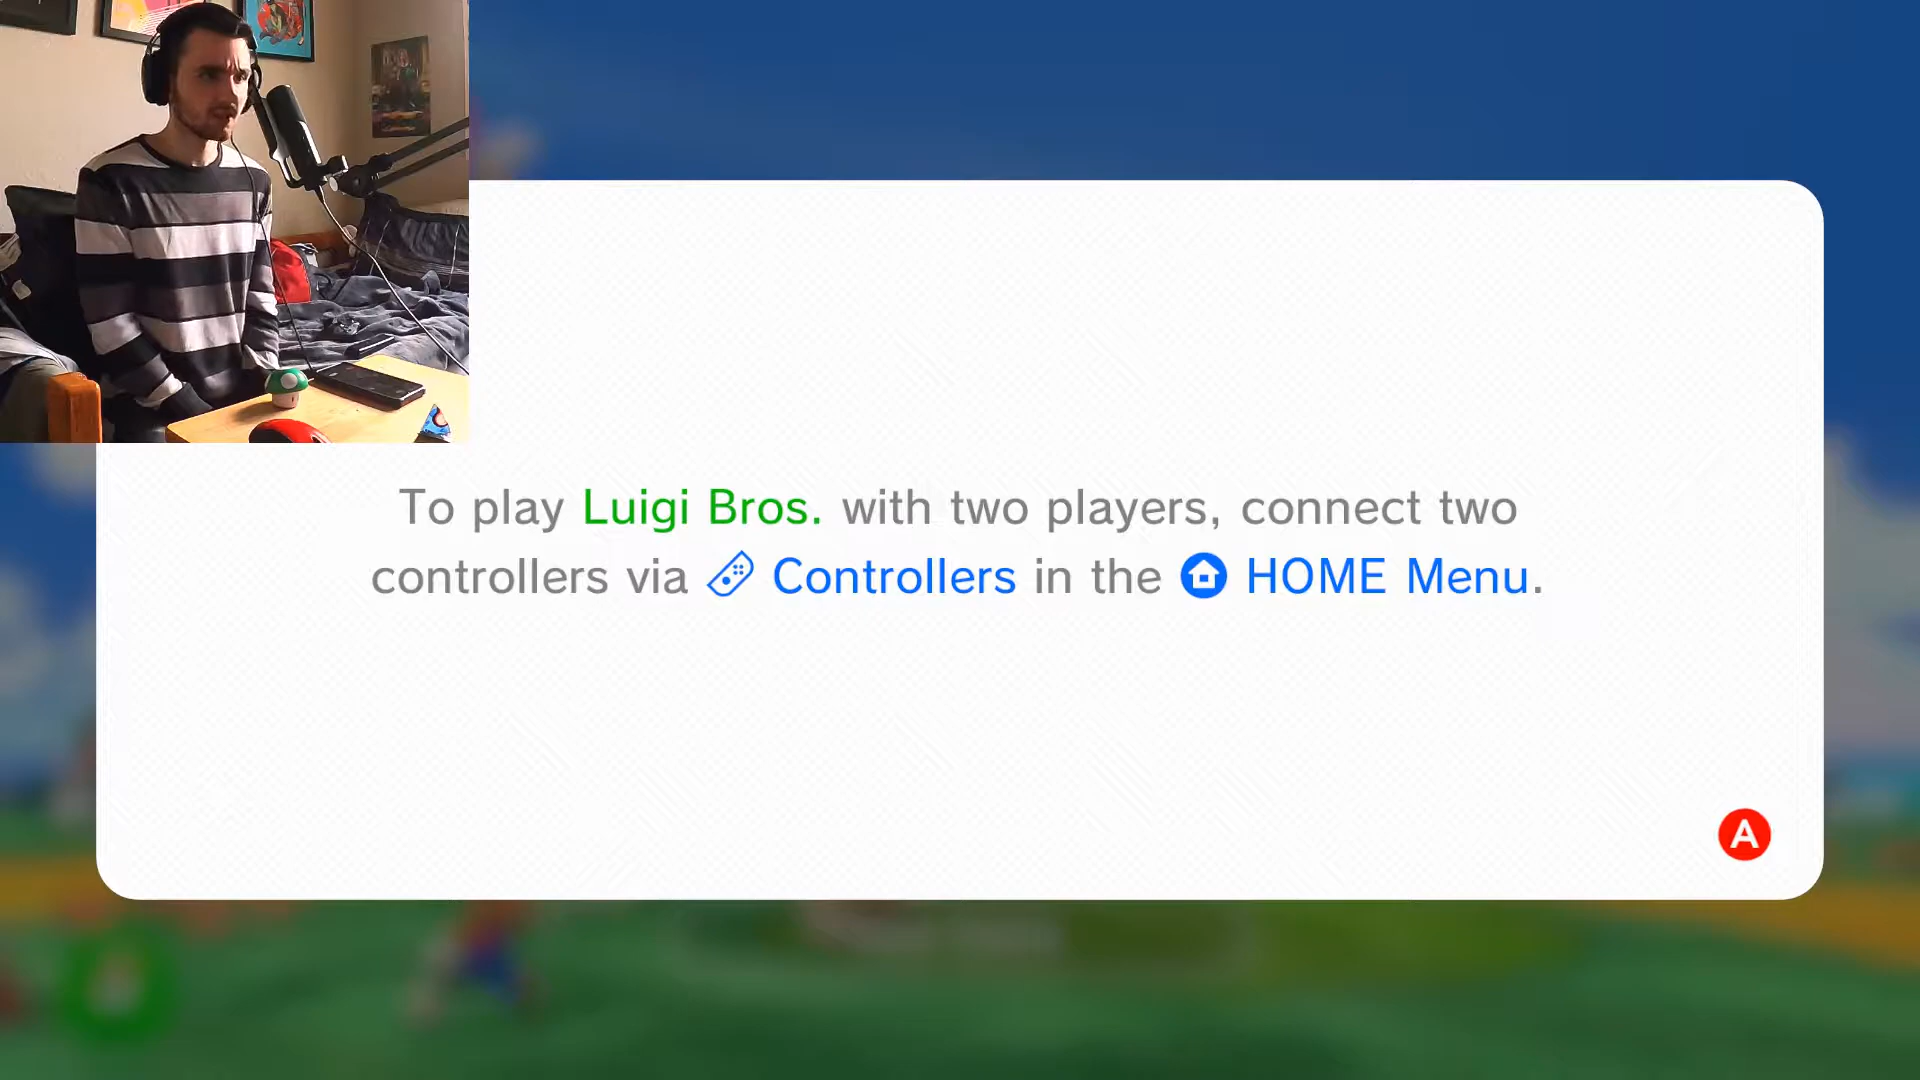 To play Luigi Bros. with two players, connect two
controllers via Controllers in the HOME Menu.
A